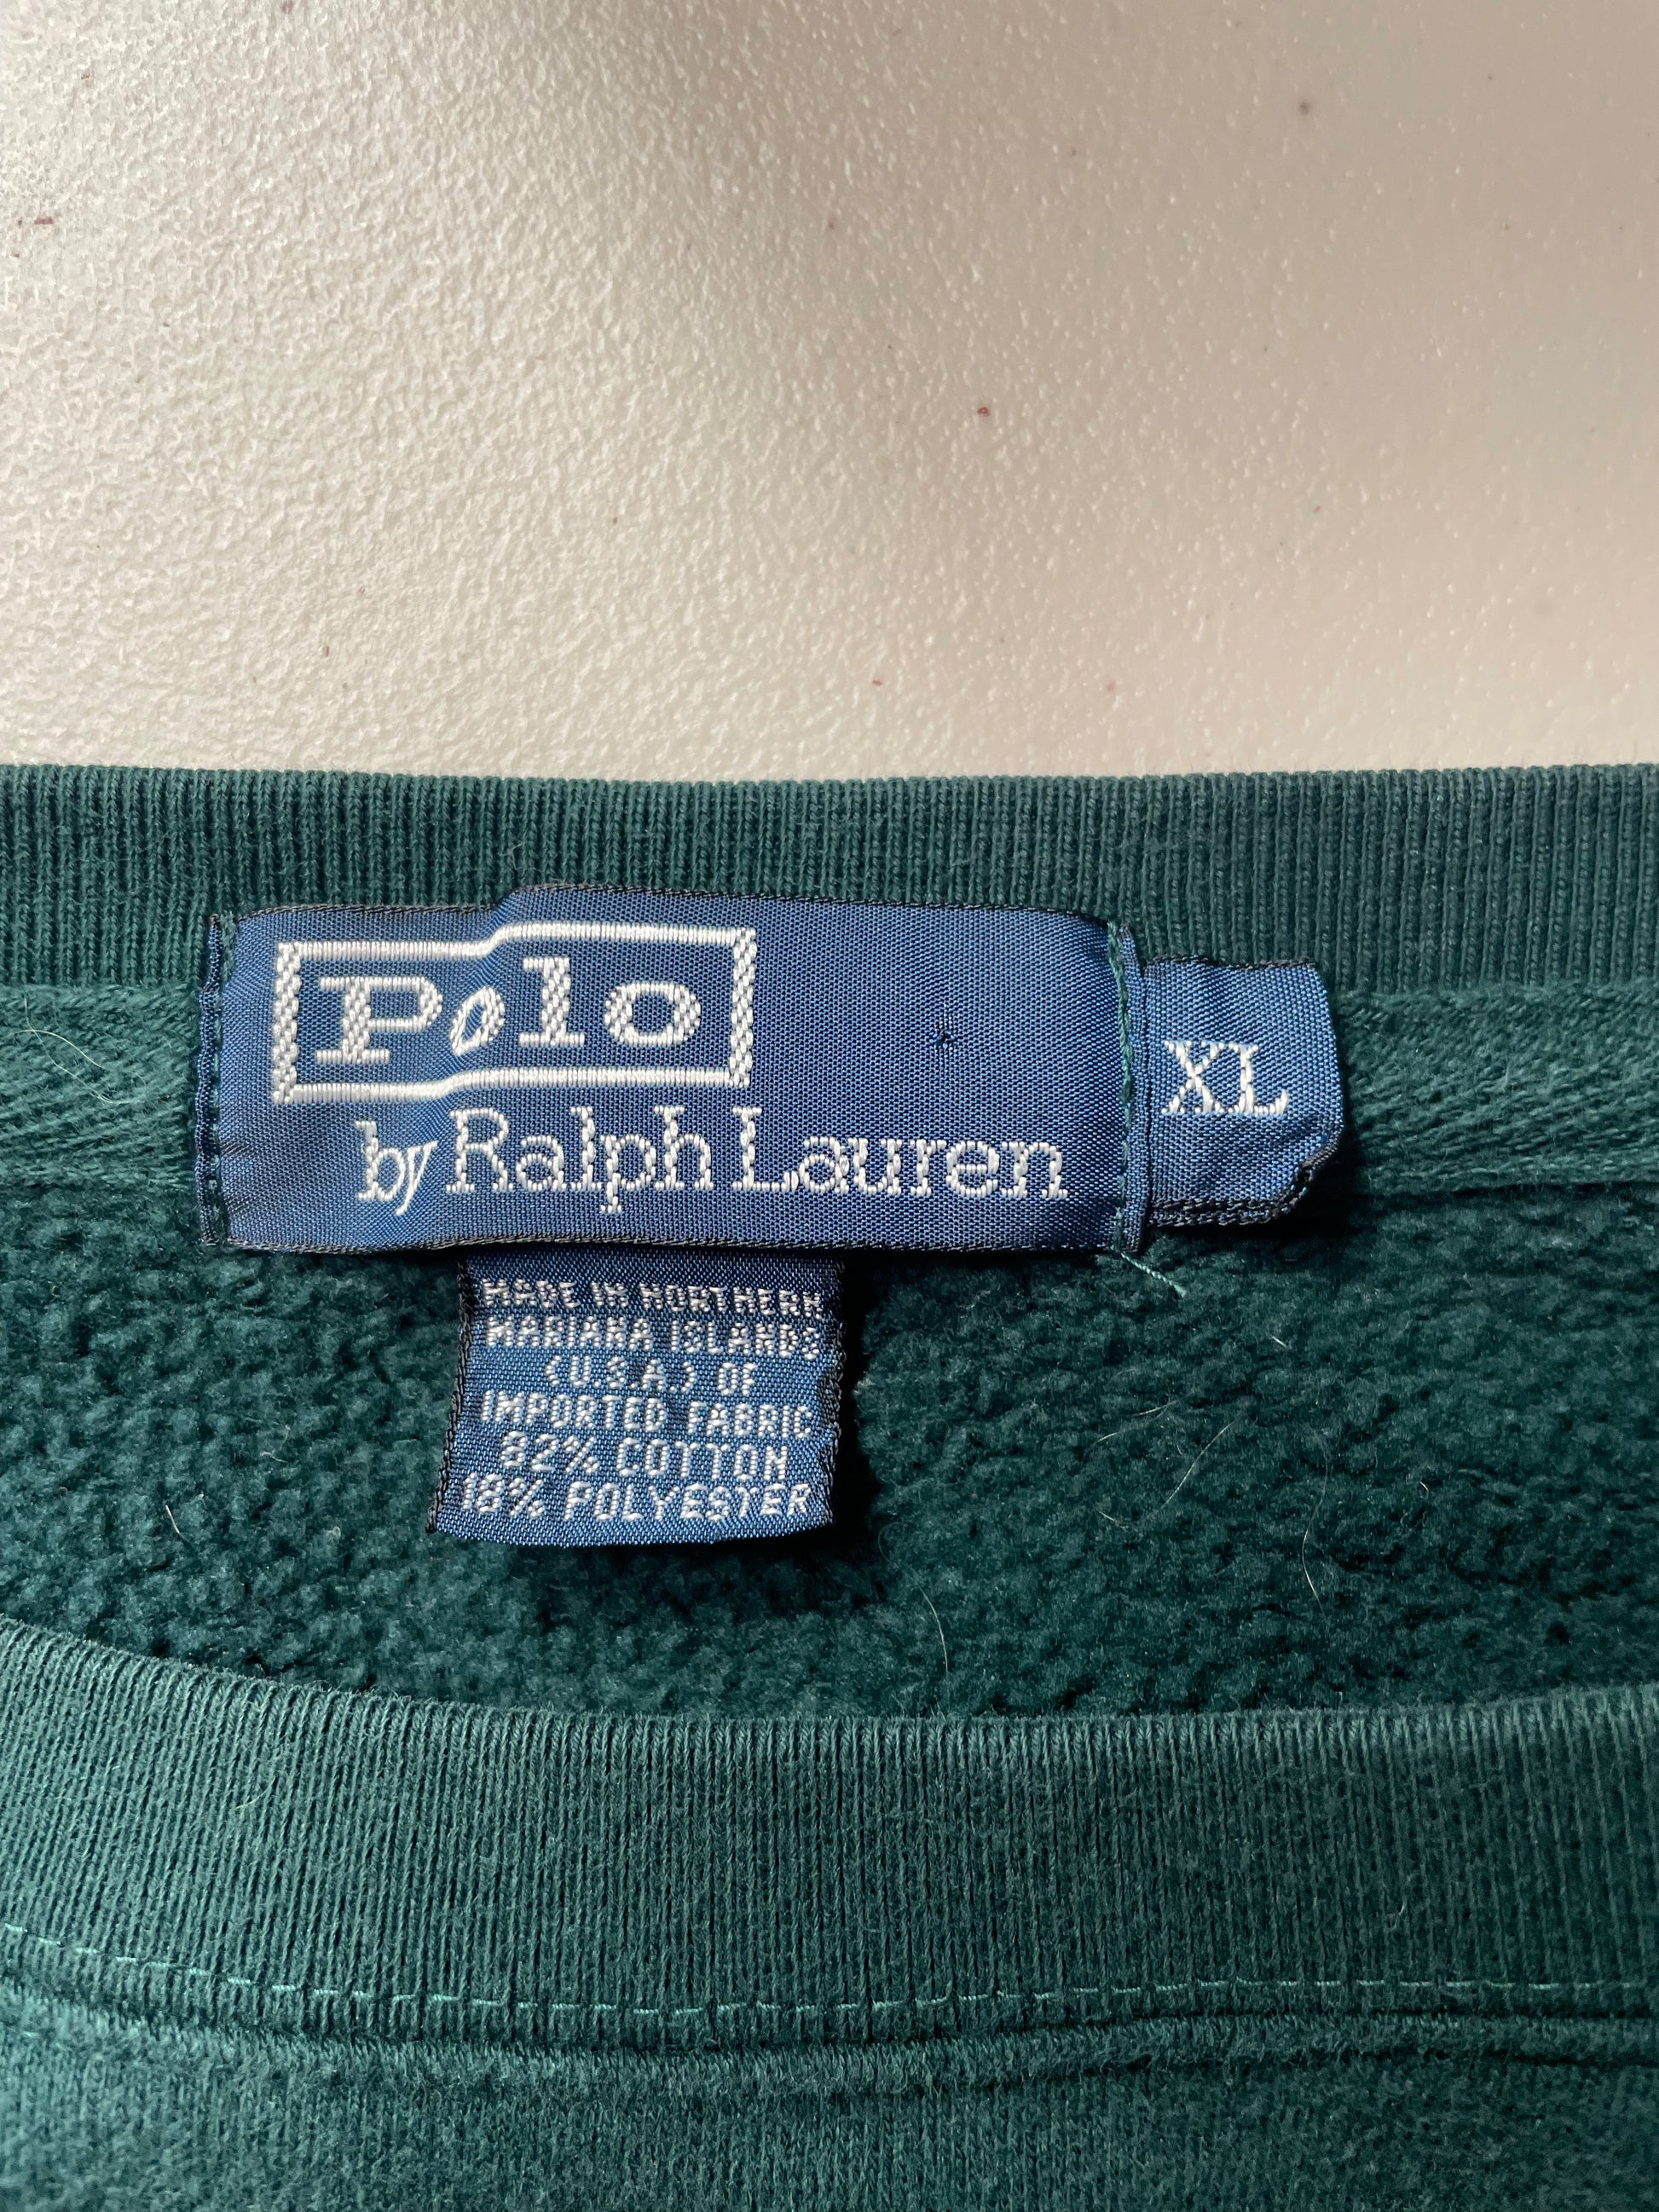 Polo
by Ralph Lauren
XL
MADE IN NORTHERN
MARIANA ISLANDS
(U.S.A.) OF
IMPORTED FABRIC
82% COTTON
18% POLYESTER